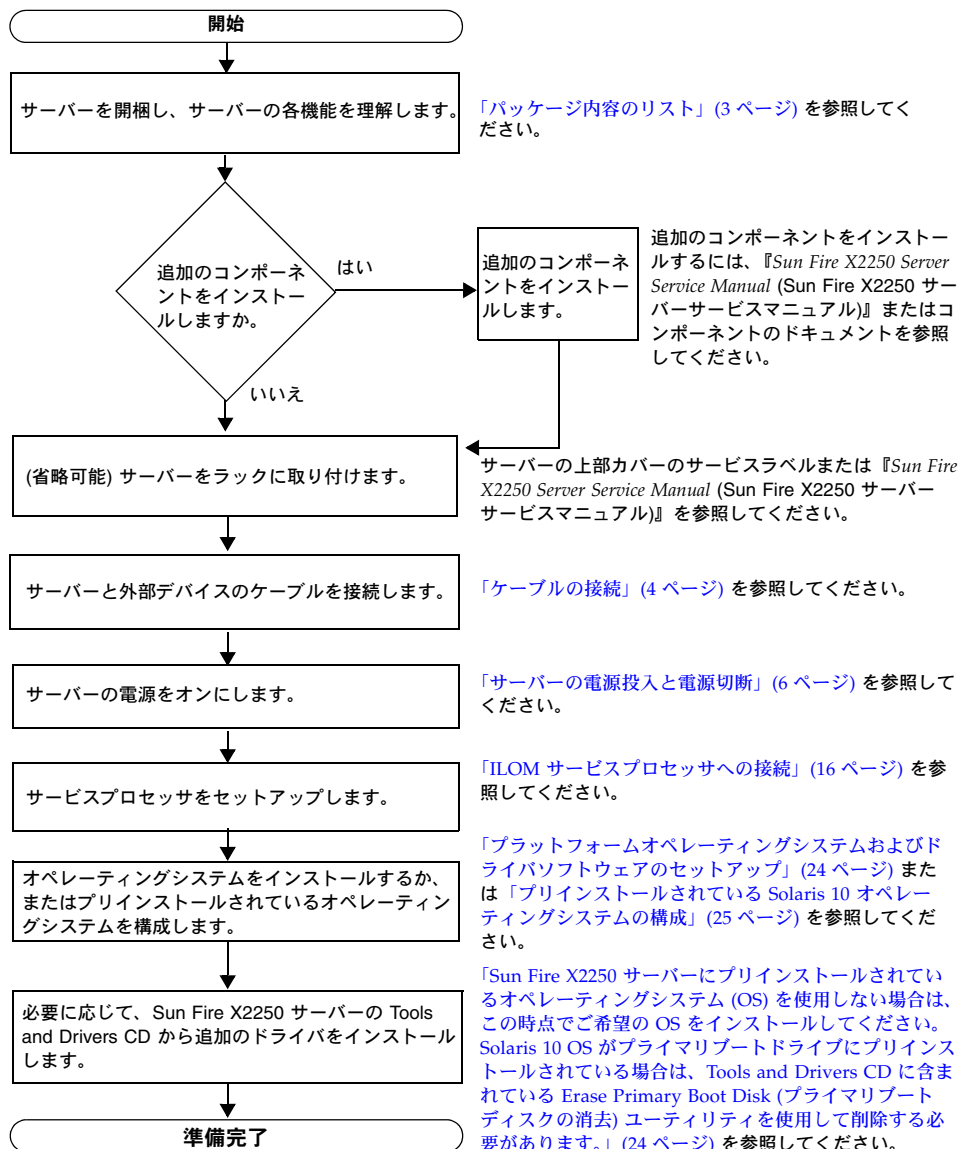 開始
サーバーを開梱し、サーバーの各機能を理解します。
「パッケージ内容のリスト」(3 ページ) を参照してく
ださい。
追加のコンポーネ
ントをインストー
ルしますか。
はい
いいえ
追加のコンポーネ
ントをインストー
ルします。
追加のコンポーネントをインストー
ルするには、『Sun Fire X2250 Server
Service Manual (Sun Fire X2250 サー
バーサービスマニュアル)』またはコ
ンポーネントのドキュメントを参照
してください。
(省略可能) サーバーをラックに取り付けます。
サーバーの上部カバーのサービスラベルまたは『Sun Fire
X2250 Server Service Manual (Sun Fire X2250 サーバー
サービスマニュアル)』を参照してください。
サーバーと外部デバイスのケーブルを接続します。
「ケーブルの接続」(4 ページ) を参照してください。
サーバーの電源をオンにします。
「サーバーの電源投入と電源切断」(6 ページ) を参照して
ください。
サービスプロセッサをセットアップします。
「ILOM サービスプロセッサへの接続」(16 ページ) を参
照してください。
オペレーティングシステムをインストールするか、
またはプリインストールされているオペレーティン
グシステムを構成します。
「プラットフォームオペレーティングシステムおよびド
ライバソフトウェアのセットアップ」(24 ページ) また
は「プリインストールされている Solaris 10 オペレー
ティングシステムの構成」(25 ページ) を参照してくだ
さい。
必要に応じて、Sun Fire X2250 サーバーの Tools
and Drivers CD から追加のドライバをインストール
します。
「Sun Fire X2250 サーバーにプリインストールされてい
るオペレーティングシステム (OS) を使用しない場合は、
この時点でご希望の OS をインストールしてください。
Solaris 10 OS がプライマリブートドライブにプリインス
トールされている場合は、Tools and Drivers CD に含ま
れている Erase Primary Boot Disk (プライマリブート
ディスクの消去) ユーティリティを使用して削除する必
要があります。」(24 ページ) を参照してください。
準備完了